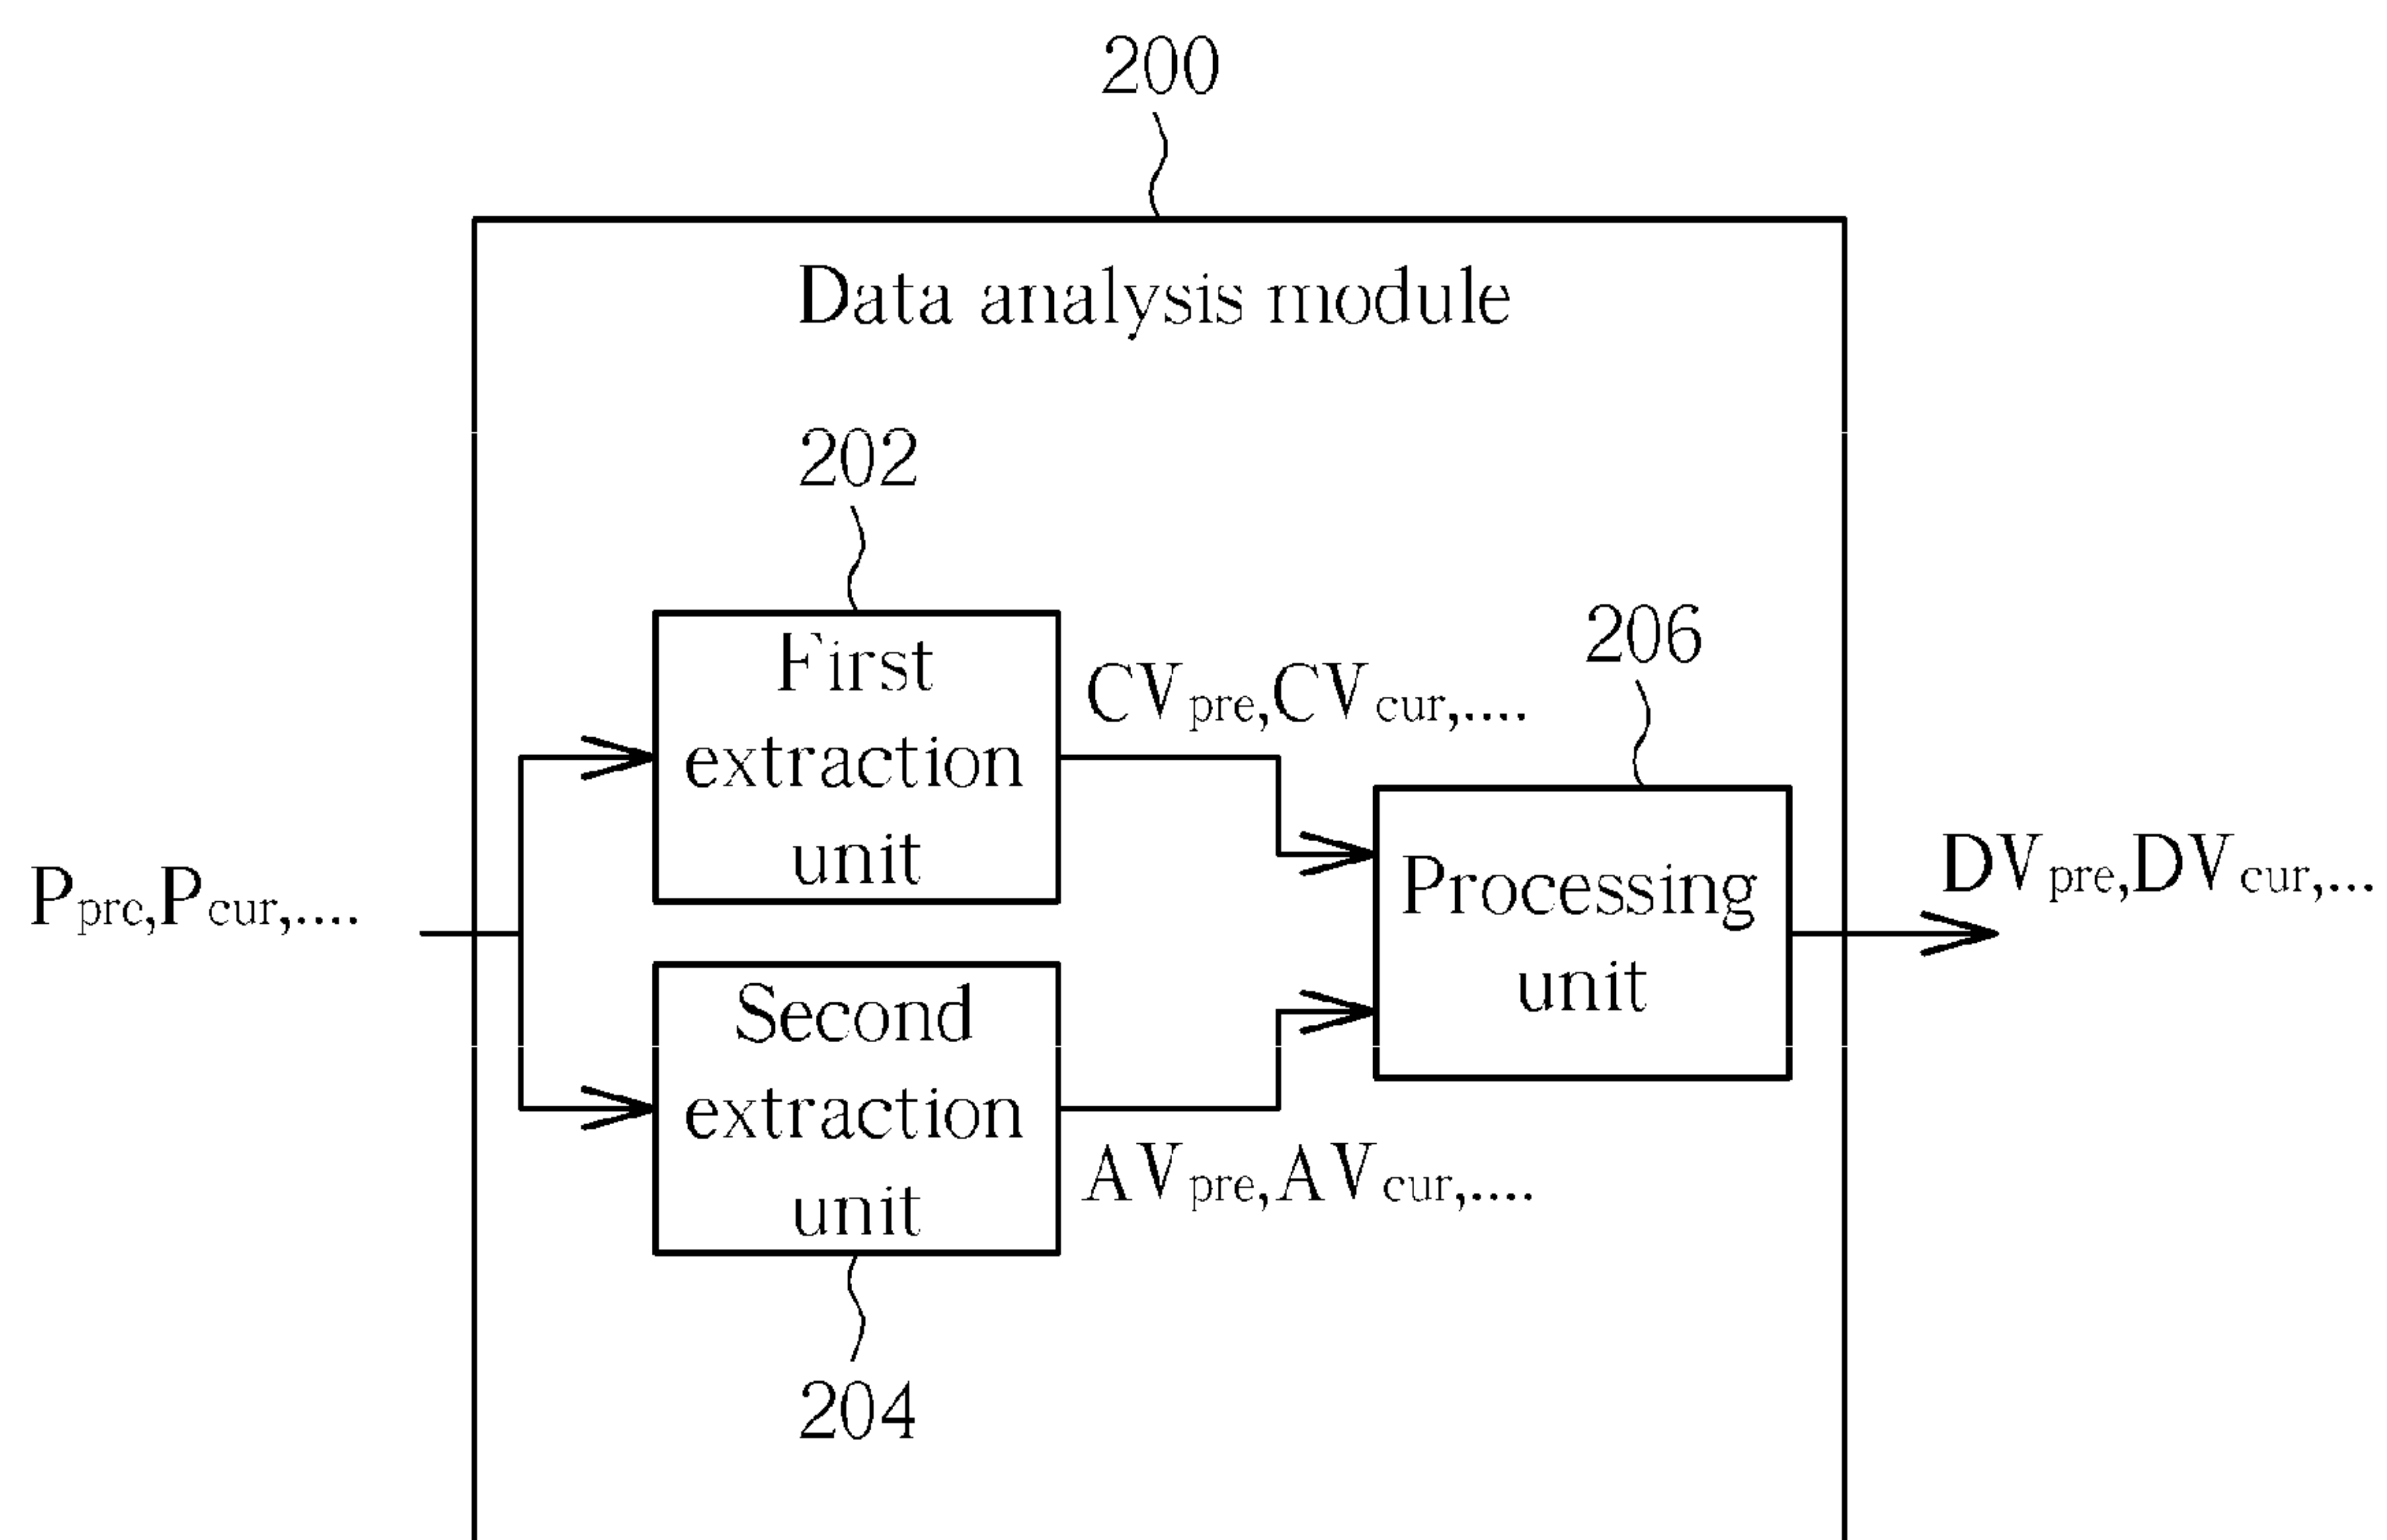 200
Data analysis module
202
First
extraction
unit
CVpre,CVcur,....
206
Processing
unit
Ppre,Pcur,....
DVpre,DVcur,...
Second
extraction
unit
AVpre,AVcur,....
204